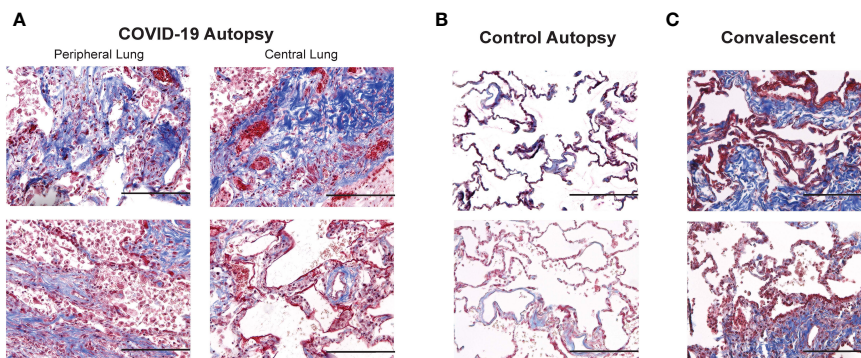 A
COVID-19 Autopsy
Peripheral Lung
Central Lung
B
Control Autopsy
C
Convalescent